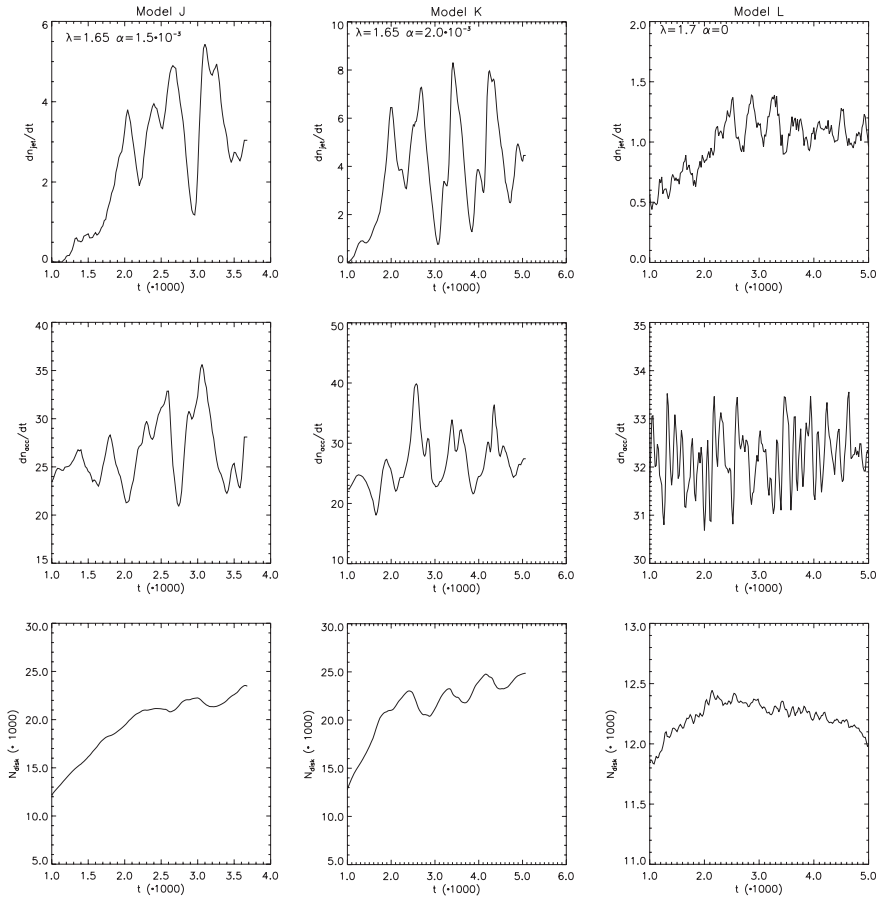 Model J
Model K
Model L
λ=1.65 α=1.5•10⁻³
λ=1.65 α=2.0•10⁻³
λ=1.7 α=0
dn_jet/dt
6
4
2
0
1.0 1.5 2.0 2.5 3.0 3.5 4.0
t (•1000)
dn_jet/dt
10
8
6
4
2
0
1.0 2.0 3.0 4.0 5.0 6.0
t (•1000)
dn_jet/dt
2.0
1.5
1.0
0.5
0.0
1.0 2.0 3.0 4.0 5.0
t (•1000)
dn_acc/dt
40
35
30
25
20
15
1.0 1.5 2.0 2.5 3.0 3.5 4.0
t (•1000)
dn_acc/dt
50
40
30
20
10
1.0 2.0 3.0 4.0 5.0 6.0
t (•1000)
dn_acc/dt
35
34
33
32
31
30
1.0 2.0 3.0 4.0 5.0
t (•1000)
N_disk (• 1000)
30.0
25.0
20.0
15.0
10.0
5.0
1.0 1.5 2.0 2.5 3.0 3.5 4.0
t (•1000)
N_disk (• 1000)
30.0
25.0
20.0
15.0
10.0
5.0
1.0 2.0 3.0 4.0 5.0 6.0
t (•1000)
N_disk (• 1000)
13.0
12.5
12.0
11.5
11.0
1.0 2.0 3.0 4.0 5.0
t (•1000)